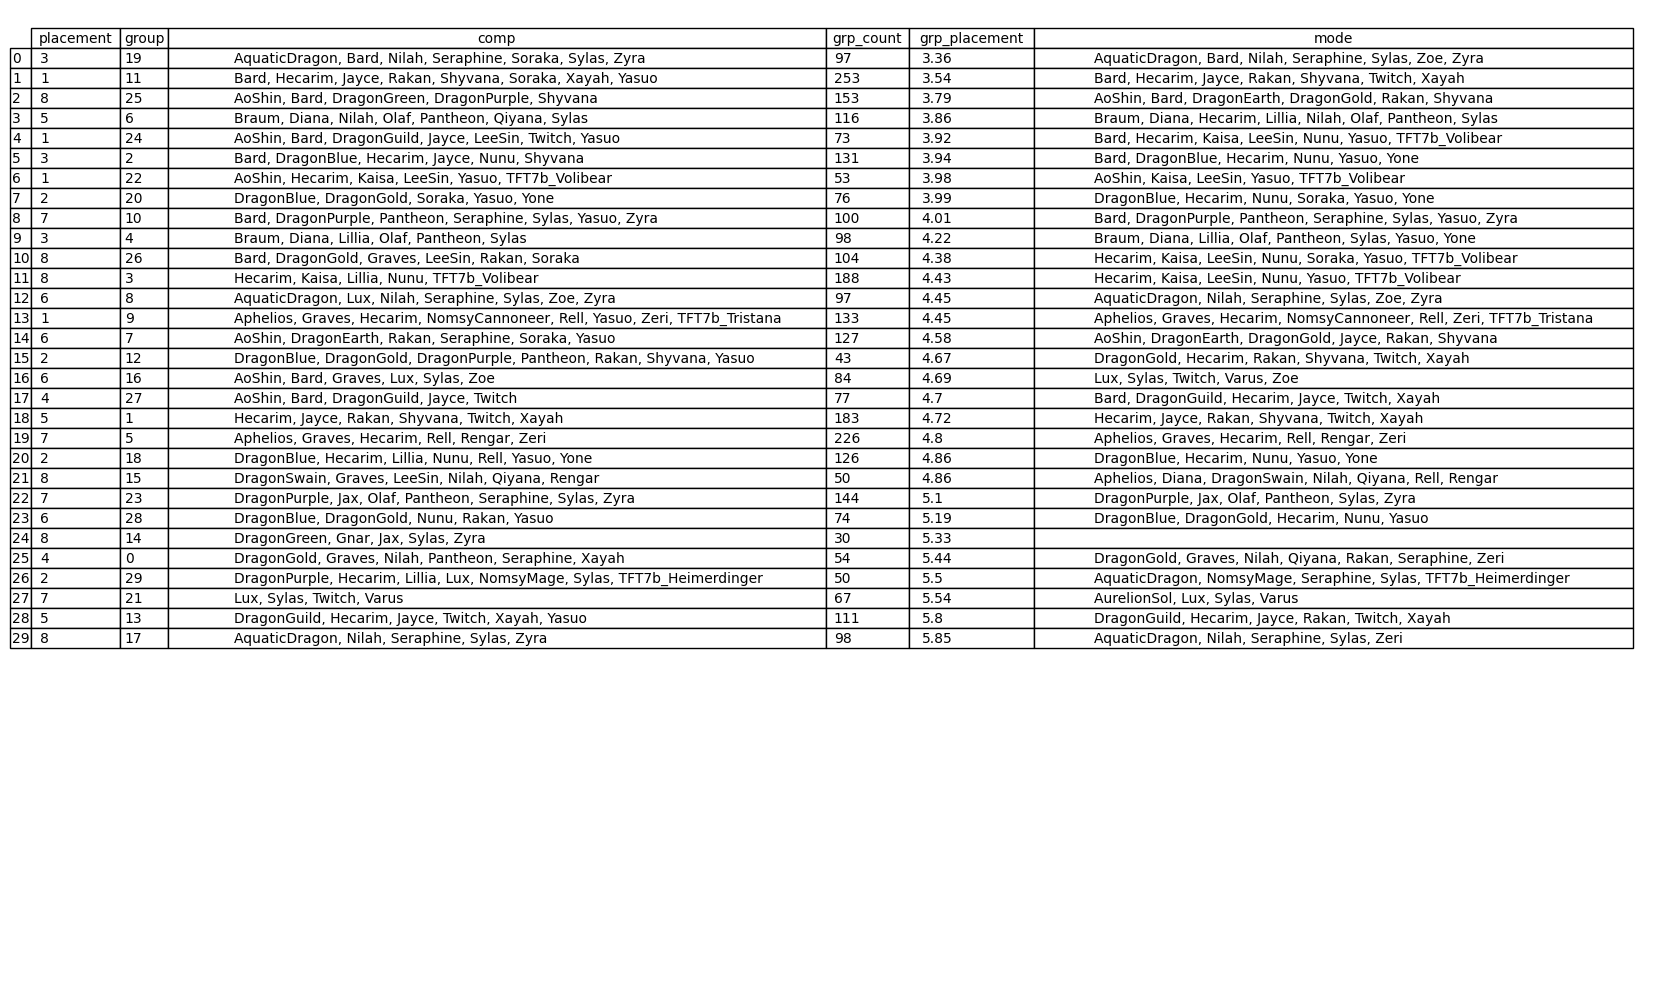 placement group comp grp_count grp_placement mode
0 3 19 AquaticDragon, Bard, Nilah, Seraphine, Soraka, Sylas, Zyra 97 3.36 AquaticDragon, Bard, Nilah, Seraphine, Sylas, Zoe, Zyra
1 1 11 Bard, Hecarim, Jayce, Rakan, Shyvana, Soraka, Xayah, Yasuo 253 3.54 Bard, Hecarim, Jayce, Rakan, Shyvana, Twitch, Xayah
2 8 25 AoShin, Bard, DragonGreen, DragonPurple, Shyvana 153 3.79 AoShin, Bard, DragonEarth, DragonGold, Rakan, Shyvana
3 5 6 Braum, Diana, Nilah, Olaf, Pantheon, Qiyana, Sylas 116 3.86 Braum, Diana, Hecarim, Lillia, Nilah, Olaf, Pantheon, Sylas
4 1 24 AoShin, Bard, DragonGuild, Jayce, LeeSin, Twitch, Yasuo 73 3.92 Bard, Hecarim, Kaisa, LeeSin, Nunu, Yasuo, TFT7b_Volibear
5 3 2 Bard, DragonBlue, Hecarim, Jayce, Nunu, Shyvana 131 3.94 Bard, DragonBlue, Hecarim, Nunu, Yasuo, Yone
6 1 22 AoShin, Hecarim, Kaisa, LeeSin, Yasuo, TFT7b_Volibear 53 3.98 AoShin, Kaisa, LeeSin, Yasuo, TFT7b_Volibear
7 2 20 DragonBlue, DragonGold, Soraka, Yasuo, Yone 76 3.99 DragonBlue, Hecarim, Nunu, Soraka, Yasuo, Yone
8 7 10 Bard, DragonPurple, Pantheon, Seraphine, Sylas, Yasuo, Zyra 100 4.01 Bard, DragonPurple, Pantheon, Seraphine, Sylas, Yasuo, Zyra
9 3 4 Braum, Diana, Lillia, Olaf, Pantheon, Sylas 98 4.22 Braum, Diana, Lillia, Olaf, Pantheon, Sylas, Yasuo, Yone
10 8 26 Bard, DragonGold, Graves, LeeSin, Rakan, Soraka 104 4.38 Hecarim, Kaisa, LeeSin, Nunu, Soraka, Yasuo, TFT7b_Volibear
11 8 3 Hecarim, Kaisa, Lillia, Nunu, TFT7b_Volibear 188 4.43 Hecarim, Kaisa, LeeSin, Nunu, Yasuo, TFT7b_Volibear
12 6 8 AquaticDragon, Lux, Nilah, Seraphine, Sylas, Zoe, Zyra 97 4.45 AquaticDragon, Nilah, Seraphine, Sylas, Zoe, Zyra
13 1 9 Aphelios, Graves, Hecarim, NomsyCannoneer, Rell, Yasuo, Zeri, TFT7b_Tristana 133 4.45 Aphelios, Graves, Hecarim, NomsyCannoneer, Rell, Zeri, TFT7b_Tristana
14 6 7 AoShin, DragonEarth, Rakan, Seraphine, Soraka, Yasuo 127 4.58 AoShin, DragonEarth, DragonGold, Jayce, Rakan, Shyvana
15 2 12 DragonBlue, DragonGold, DragonPurple, Pantheon, Rakan, Shyvana, Yasuo 43 4.67 DragonGold, Hecarim, Rakan, Shyvana, Twitch, Xayah
16 6 16 AoShin, Bard, Graves, Lux, Sylas, Zoe 84 4.69 Lux, Sylas, Twitch, Varus, Zoe
17 4 27 AoShin, Bard, DragonGuild, Jayce, Twitch 77 4.7 Bard, DragonGuild, Hecarim, Jayce, Twitch, Xayah
18 5 1 Hecarim, Jayce, Rakan, Shyvana, Twitch, Xayah 183 4.72 Hecarim, Jayce, Rakan, Shyvana, Twitch, Xayah
19 7 5 Aphelios, Graves, Hecarim, Rell, Rengar, Zeri 226 4.8 Aphelios, Graves, Hecarim, Rell, Rengar, Zeri
20 2 18 DragonBlue, Hecarim, Lillia, Nunu, Rell, Yasuo, Yone 126 4.86 DragonBlue, Hecarim, Nunu, Yasuo, Yone
21 8 15 DragonSwain, Graves, LeeSin, Nilah, Qiyana, Rengar 50 4.86 Aphelios, Diana, DragonSwain, Nilah, Qiyana, Rell, Rengar
22 7 23 DragonPurple, Jax, Olaf, Pantheon, Seraphine, Sylas, Zyra 144 5.1 DragonPurple, Jax, Olaf, Pantheon, Sylas, Zyra
23 6 28 DragonBlue, DragonGold, Nunu, Rakan, Yasuo 74 5.19 DragonBlue, DragonGold, Hecarim, Nunu, Yasuo
24 8 14 DragonGreen, Gnar, Jax, Sylas, Zyra 30 5.33
25 4 0 DragonGold, Graves, Nilah, Pantheon, Seraphine, Xayah 54 5.44 DragonGold, Graves, Nilah, Qiyana, Rakan, Seraphine, Zeri
26 2 29 DragonPurple, Hecarim, Lillia, Lux, NomsyMage, Sylas, TFT7b_Heimerdinger 50 5.5 AquaticDragon, NomsyMage, Seraphine, Sylas, TFT7b_Heimerdinger
27 7 21 Lux, Sylas, Twitch, Varus 67 5.54 AurelionSol, Lux, Sylas, Varus
28 5 13 DragonGuild, Hecarim, Jayce, Twitch, Xayah, Yasuo 111 5.8 DragonGuild, Hecarim, Jayce, Rakan, Twitch, Xayah
29 8 17 AquaticDragon, Nilah, Seraphine, Sylas, Zyra 98 5.85 AquaticDragon, Nilah, Seraphine, Sylas, Zeri